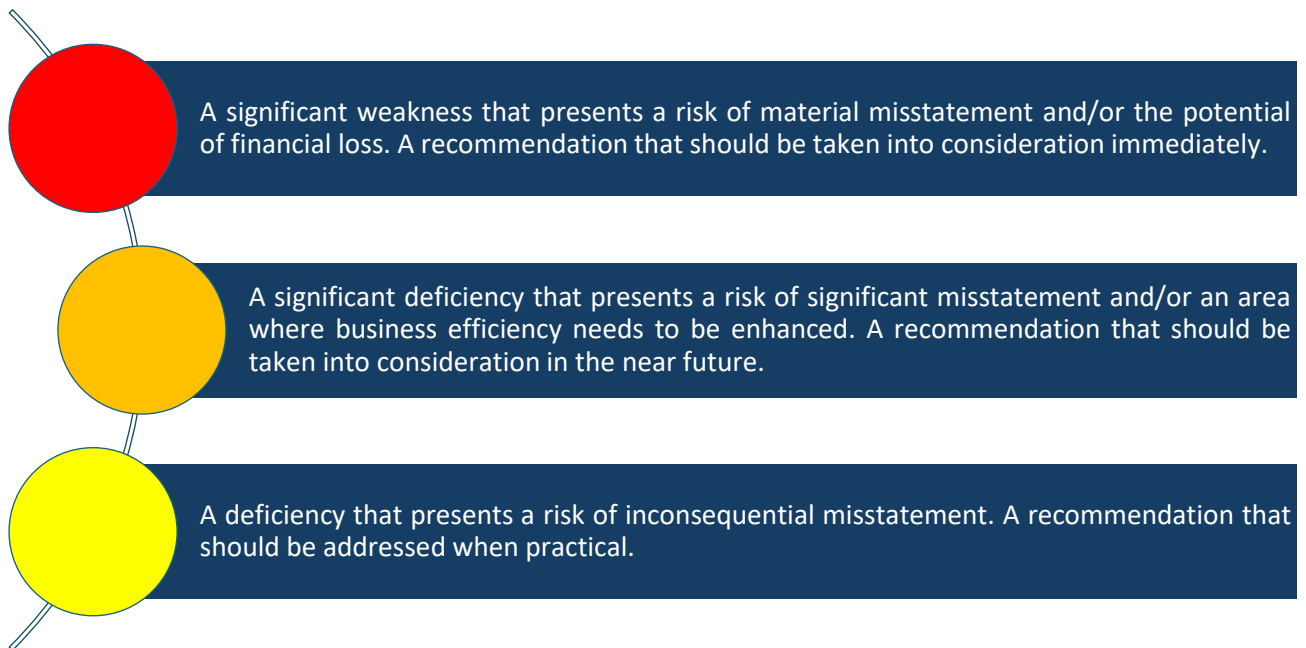 A significant weakness that presents a risk of material misstatement and/or the potential
of financial loss. A recommendation that should be taken into consideration immediately.
A significant deficiency that presents a risk of significant misstatement and/or an area
where business efficiency needs to be enhanced. A recommendation that should be
taken into consideration in the near future.
A deficiency that presents a risk of inconsequential misstatement. A recommendation that
should be addressed when practical.